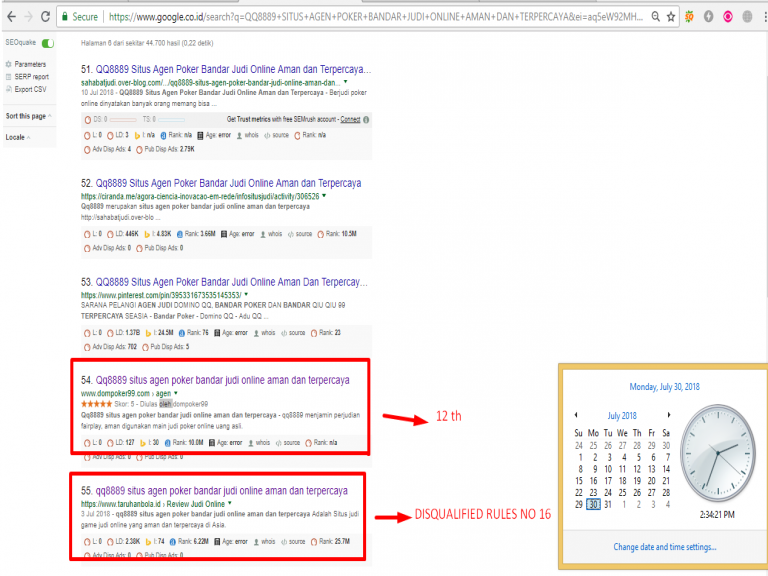 Secure | https://www.google.co.id/search?q=QQ8889+SITUS+AGEN+POKER+BANDAR+JUDI+ONLINE+AMAN+DAN+TERPERCAYA&ei=aq5eW92MH...
SEOquake
Parameters
SERP report
Export CSV
Sort this page
Locale
Halaman 6 dari sekitar 44.700 hasil (0,22 detik)
51. QQ8889 Situs Agen Poker Bandar Judi Online Aman dan Terpercaya...
sahabatjudi.over-blog.com/.../qq8889-situs-agen-poker-bandar-judi-online-aman-dan...
10 Jul 2018 - QQ8889 Situs Agen Poker Bandar Judi Online Aman dan Terpercaya - Berjudi poker
online dinyatakan banyak orang memang bisa ...
DS: TS: Get Trust metrics with free SEMrush account - Connect
L: 0 LD: 3 I: n/a Rank: n/a Age: error whois source Rank: n/a
Adv Disp Ads: 4 Pub Disp Ads: 2.79K
52. QQ8889 Situs Agen Poker Bandar Judi Online Aman dan Terpercaya
https://ciranda.me/agora-ciencia-inovacao-em-rede/infositusjudi/activity/306526
Qq8889 merupakan situs agen poker bandar judi online aman dan terpercaya
http://sahabatjudi.over-blo ...
L: 0 LD: 446K I: 4.83K Rank: 3.66M Age: error whois source Rank: 10.5M
Adv Disp Ads: 0 Pub Disp Ads: 0
53. QQ8889 Situs Agen Poker Bandar Judi Online Aman Dan Terpercay...
https://www.pinterest.com/pin/395331673535145353/
SARANA PELANGI AGEN JUDI DOMINO QQ, BANDAR POKER DAN BANDAR QIU QIU 99
TERPERCAYA SEASIA - Bandar Poker - Domino QQ - Adu QQ ...
L: 0 LD: 1.37B I: 24.5M Rank: 76 Age: error whois source Rank: 23
Adv Disp Ads: 702 Pub Disp Ads: 5
54. Qq8889 situs agen poker bandar judi online aman dan terpercaya
www.dompoker99.com › agen
Skor: 5 - Diulas oleh dompoker99
Qq8889 situs agen poker bandar judi online aman dan terpercaya - qq8889 menjamin perjudian
fairplay, aman digunakan main judi poker online uang asli.
L: 0 LD: 127 I: 30 Rank: 10.0M Age: error whois source Rank: n/a
Adv Disp Ads: 0 Pub Disp Ads: 0
12 th
55. qq8889 situs agen poker bandar judi online aman dan terpercaya
https://www.taruhanbola.id › Review Judi Online
3 Jul 2018 - qq8889 situs agen poker bandar judi online aman dan terpercaya Adalah Situs judi
game judi online yang aman dan terpercaya di Asia.
L: 0 LD: 2.30K I: 74 Rank: 6.22M Age: error whois source Rank: 25.7M
Adv Disp Ads: 0 Pub Disp Ads: 0
DISQUALIFIED RULES NO 16
Monday, July 30, 2018
July 2018
Su Mo Tu We Th Fr Sa
24 25 26 27 28 29 30
1 2 3 4 5 6 7
8 9 10 11 12 13 14
15 16 17 18 19 20 21
22 23 24 25 26 27 28
29 30 31 1 2 3 4
2:34:21 PM
Change date and time settings...